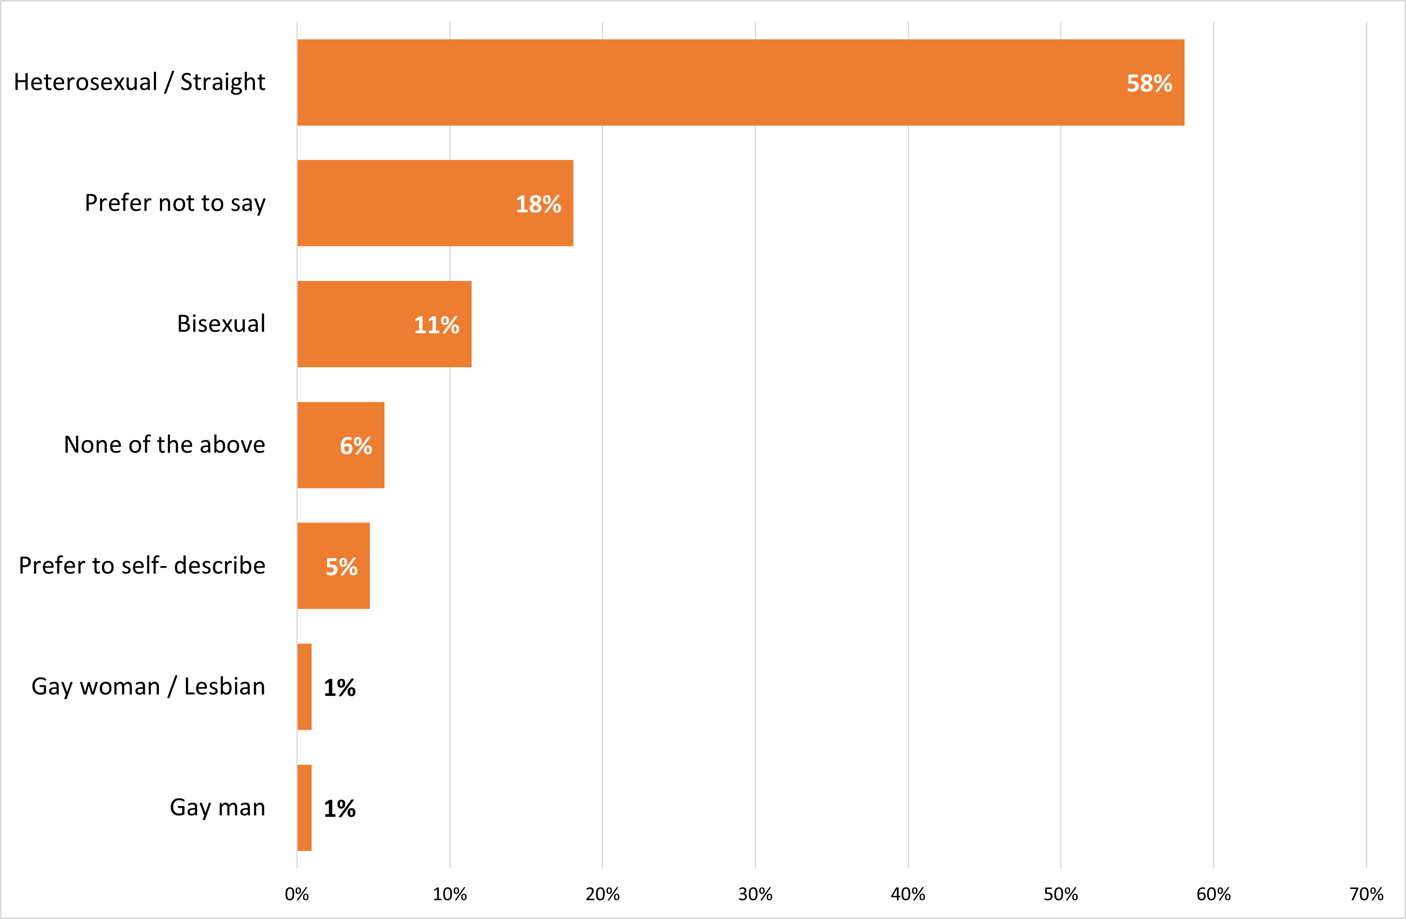 Heterosexual / Straight 58%
Prefer not to say 18%
Bisexual 11%
None of the above 6%
Prefer to self- describe 5%
Gay woman / Lesbian 1%
Gay man 1%
0% 10% 20% 30% 40% 50% 60% 70%